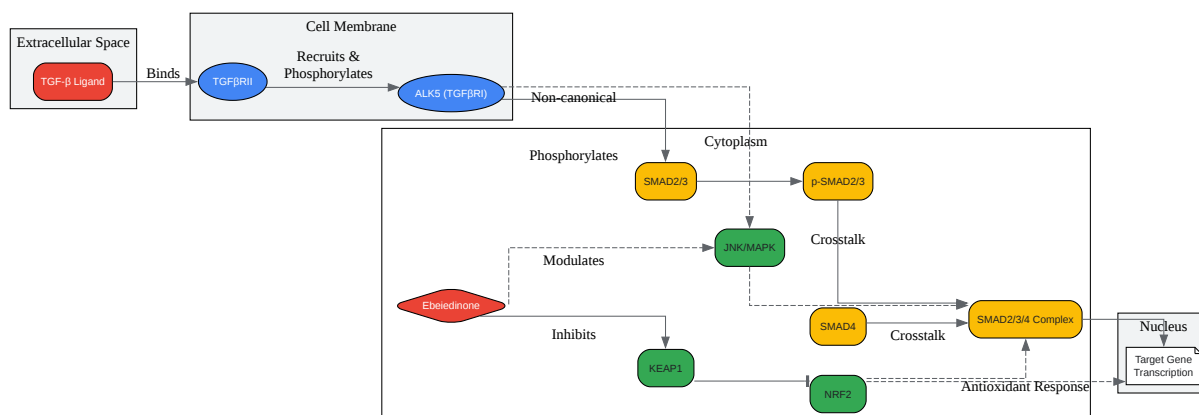 Extracellular Space
TGF-β Ligand
Binds
Cell Membrane
TGFβRII
Recruits &
Phosphorylates
ALK5 (TGFβRI)
Non-canonical
Cytoplasm
Phosphorylates
SMAD2/3
p-SMAD2/3
JNK/MAPK
Crosstalk
Modulates
Ebeiedinone
Inhibits
KEAP1
SMAD4
Crosstalk
SMAD2/3/4 Complex
NRF2
Antioxidant Response
Nucleus
Target Gene
Transcription